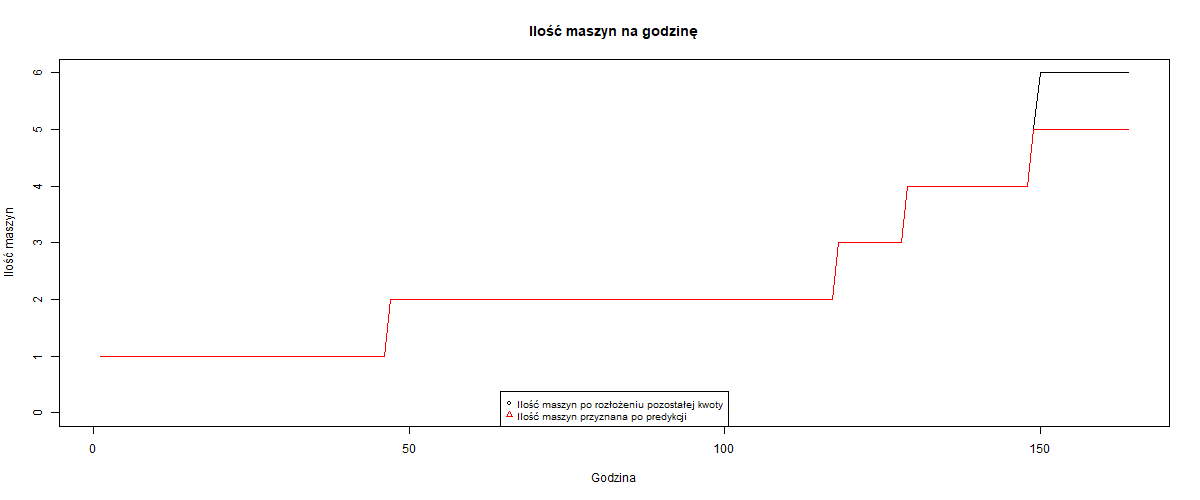 Ilość maszyn na godzinę
Ilość maszyn
6
5
4
3
2
1
0
Ilość maszyn po rozłożeniu pozostałej kwoty
Ilość maszyn przyznana po predykcji
0 50 100 150
Godzina